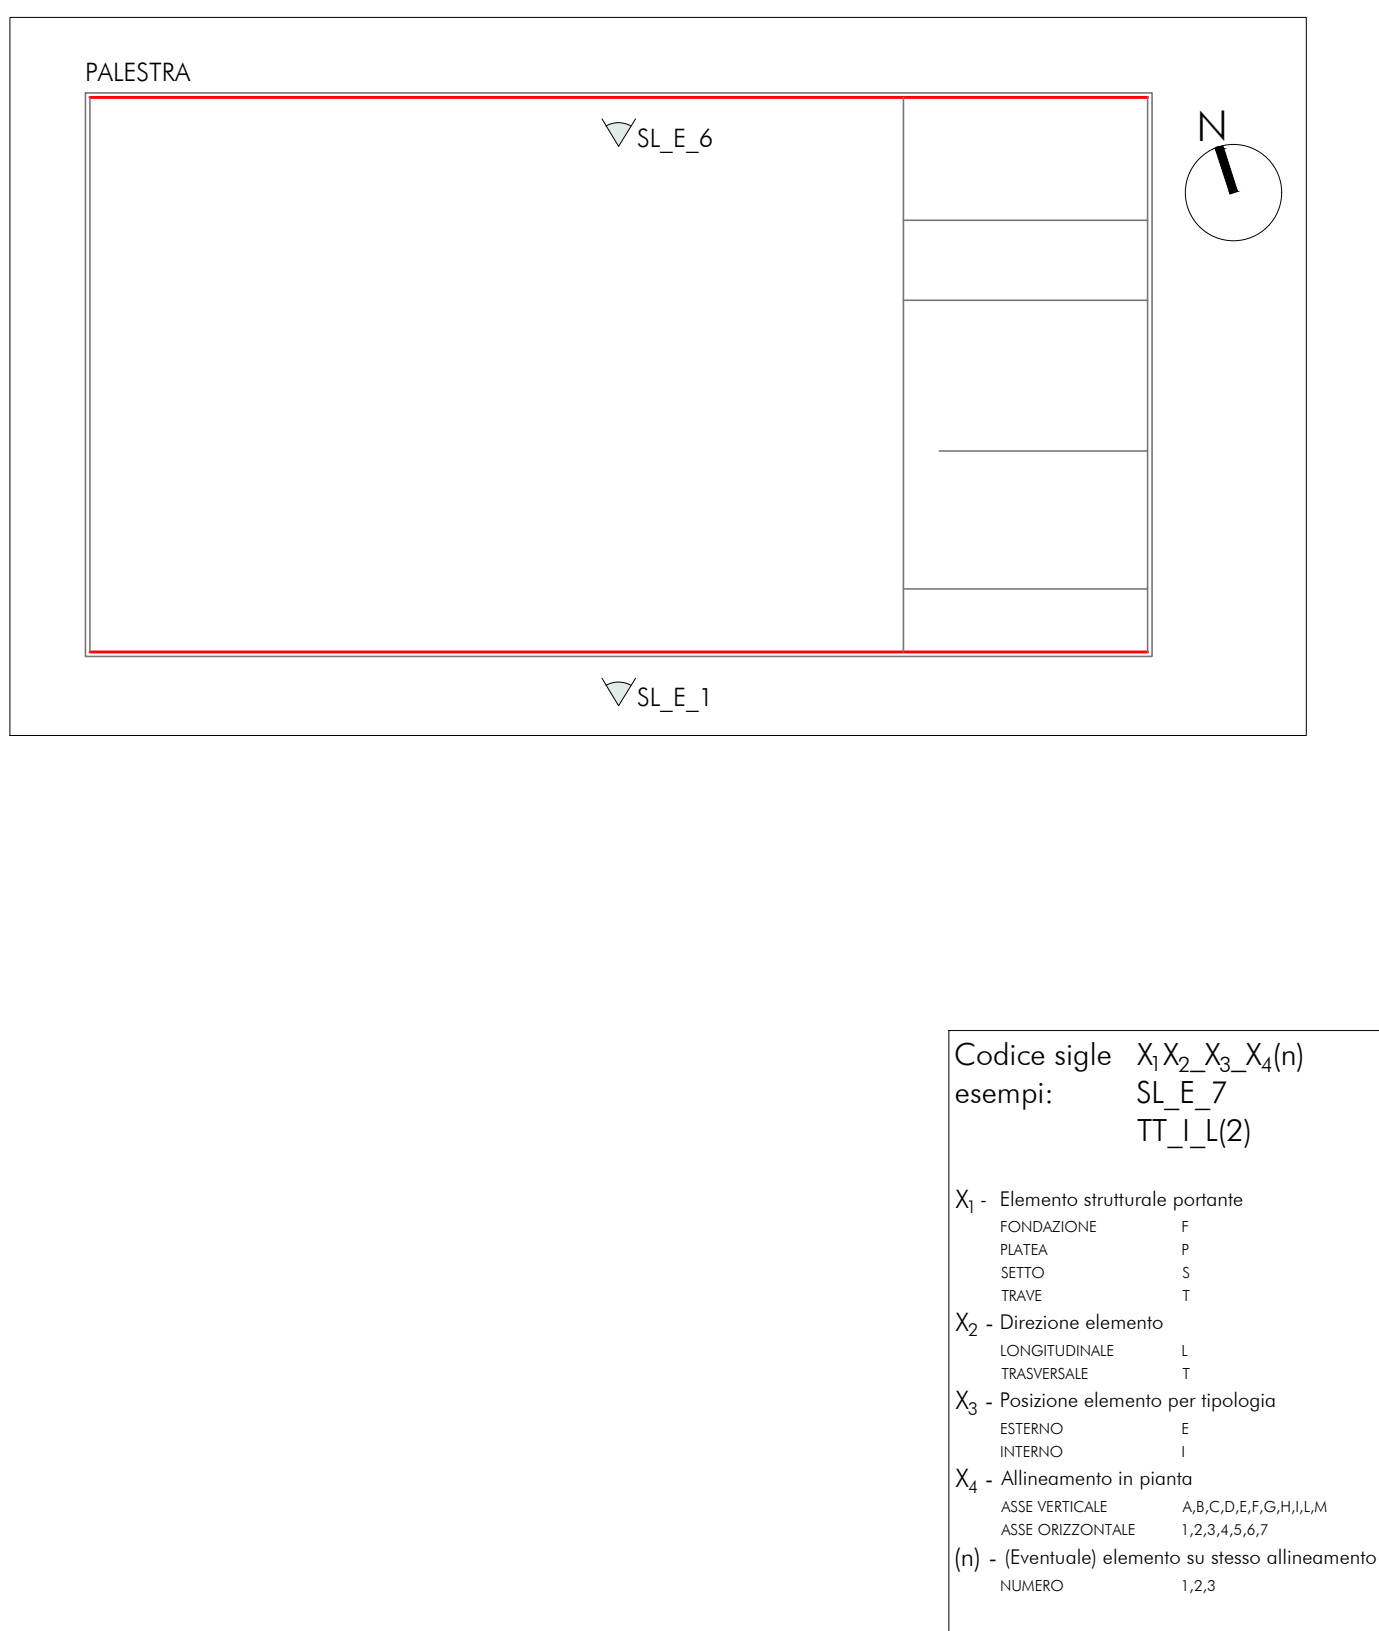 PALESTRA
N
SL_E_6
SL_E_1
Codice sigle X₁X₂_X₃_X₄(n)
esempi: SL_E_7
TT_I_L(2)
X₁ - Elemento strutturale portante
FONDAZIONE F
PLATEA P
SETTO S
TRAVE T
X₂ - Direzione elemento
LONGITUDINALE L
TRASVERSALE T
X₃ - Posizione elemento per tipologia
ESTERNO E
INTERNO I
X₄ - Allineamento in pianta
ASSE VERTICALE A,B,C,D,E,F,G,H,I,L,M
ASSE ORIZZONTALE 1,2,3,4,5,6,7
(n) - (Eventuale) elemento su stesso allineamento
NUMERO 1,2,3